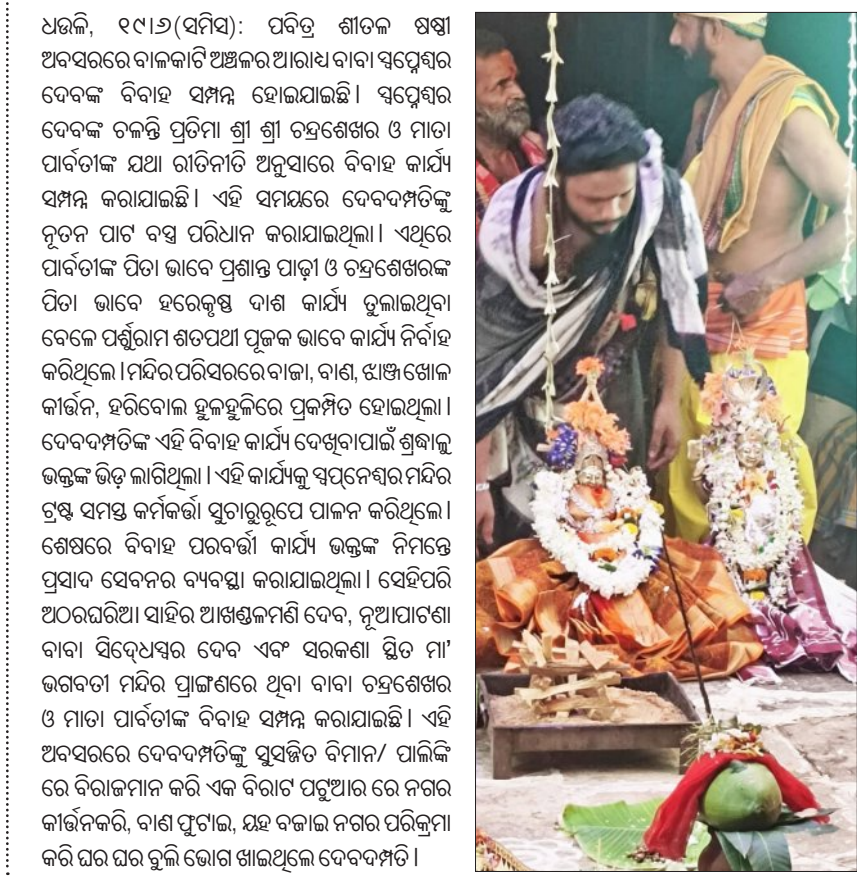 ଧଉଳି, ୧୯।୬(ସମିସ): ପବିତ୍ର ଶୀତଳ ଷଷ୍ଠୀ
ଅବସରରେ ବାଳକାଟି ଅଞ୍ଚଳର ଆରାଧ୍ୟ ବାବା ସ୍ୱପ୍ନେଶ୍ୱର
ଦେବଙ୍କ ବିବାହ ସମ୍ପନ୍ନ ହୋଇଯାଇଛି। ସ୍ୱପ୍ନେଶ୍ୱର
ଦେବଙ୍କ ଚଳନ୍ତି ପ୍ରତିମା ଶ୍ରୀ ଶ୍ରୀ ଚନ୍ଦ୍ରଶେଖର ଓ ମାତା
ପାର୍ବତୀଙ୍କ ଯଥା ରୀତିନୀତି ଅନୁସାରେ ବିବାହ କାର୍ଯ୍ୟ
ସମ୍ପନ୍ନ କରାଯାଇଛି। ଏହି ସମୟରେ ଦେବଦମ୍ପତିଙ୍କୁ
ନୂତନ ପାଟ ବସ୍ତ୍ର ପରିଧାନ କରାଯାଇଥିଲା। ଏଥିରେ
ପାର୍ବତୀଙ୍କ ପିତା ଭାବେ ପ୍ରଶାନ୍ତ ପାଢ଼ୀ ଓ ଚନ୍ଦ୍ରଶେଖରଙ୍କ
ପିତା ଭାବେ ହରେକୃଷ୍ଣ ଦାଶ କାର୍ଯ୍ୟ ତୁଲାଇଥିବା
ବେଳେ ପର୍ଶୁରାମ ଶତପଥୀ ପୂଜକ ଭାବେ କାର୍ଯ୍ୟ ନିର୍ବାହ
କରିଥିଲେ।ମନ୍ଦିର ପରିସରରେ ବାଜା, ବାଣ, ଝାଞ୍ଜ ଖୋଳ
କୀର୍ତ୍ତନ, ହରିବୋଲ ହୁଳହୁଳିରେ ପ୍ରକମ୍ପିତ ହୋଇଥିଲା।
ଦେବଦମ୍ପତିଙ୍କ ଏହି ବିବାହ କାର୍ଯ୍ୟ ଦେଖିବାପାଇଁ ଶ୍ରଦ୍ଧାଳୁ
ଭକ୍ତଙ୍କ ଭିଡ଼ ଲାଗିଥିଲା। ଏହି କାର୍ଯ୍ୟକୁ ସ୍ୱପ୍‌ନେଶ୍ୱର ମନ୍ଦିର
ଟ୍ରଷ୍ଟ ସମସ୍ତ କର୍ମକର୍ତ୍ତା ସୁଚାରୁରୂପେ ପାଳନ କରିଥିଲେ।
ଶେଷରେ ବିବାହ ପରବର୍ତ୍ତୀ କାର୍ଯ୍ୟ ଭକ୍ତଙ୍କ ନିମନ୍ତେ
ପ୍ରସାଦ ସେବନର ବ୍ୟବସ୍ଥା କରାଯାଇଥିଲା। ସେହିପରି
ଅଠରଘରିଆ ସାହିର ଆଖଣ୍ଡଳମଣି ଦେବ, ନୂଆପାଟଣା
ବାବା ସିଦ୍‌ଧେସ୍ୱର ଦେବ ଏବଂ ସରକଣା ସ୍ଥିତ ମା’
ଭଗବତୀ ମନ୍ଦିର ପ୍ରାଙ୍ଗଣରେ ଥିବା ବାବା ଚନ୍ଦ୍ରଶେଖର
ଓ ମାତା ପାର୍ବତୀଙ୍କ ବିବାହ ସମ୍ପନ୍ନ କରାଯାଇଛି। ଏହି
ଅବସରରେ ଦେବଦମ୍ପତିଙ୍କୁ ସୁସଜ୍ଜିତ ବିମାନ/ ପାଲିଙ୍କି
ରେ ବିରାଜମାନ କରି ଏକ ବିରାଟ ପଟୁଆର ରେ ନଗର
କୀର୍ତ୍ତନକରି, ବାଣ ଫୁଟାଇ, ୟହ ବଜାଇ ନଗର ପରିକ୍ରମା
କରି ଘର ଘର ବୁଲି ଭୋଗ ଖାଇଥିଲେ ଦେବଦମ୍ପତି।